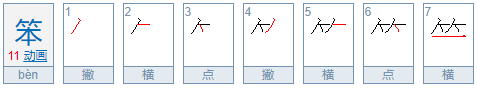 笨 1 2 3 4 5 6 7
11 动画
bèn 撇 横 点 撇 横 点 横